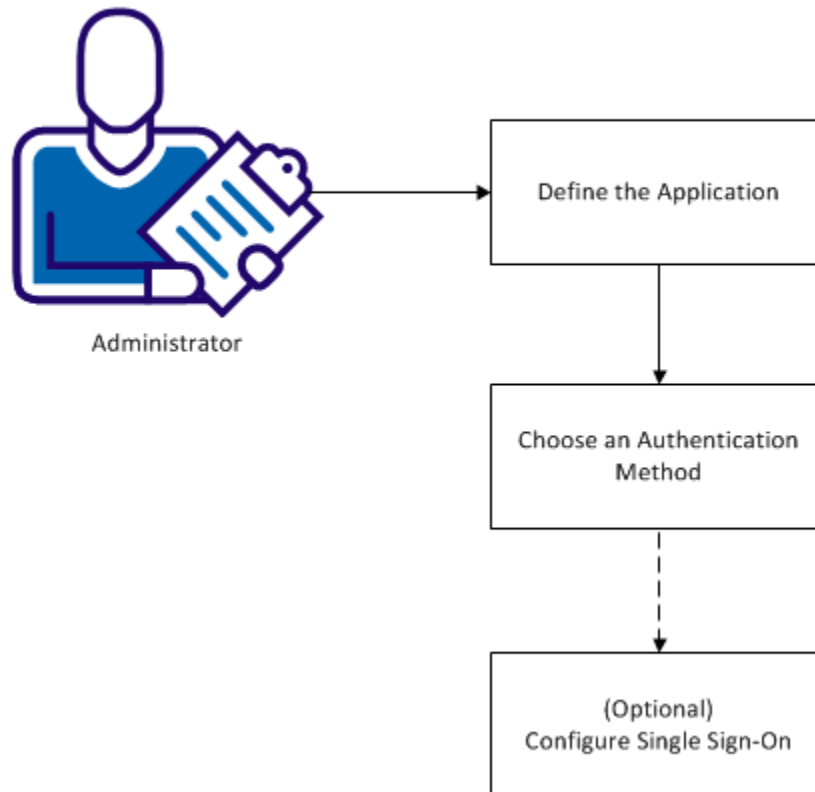 Define the Application
Administrator
Choose an Authentication
Method
(Optional)
Configure Single Sign-On